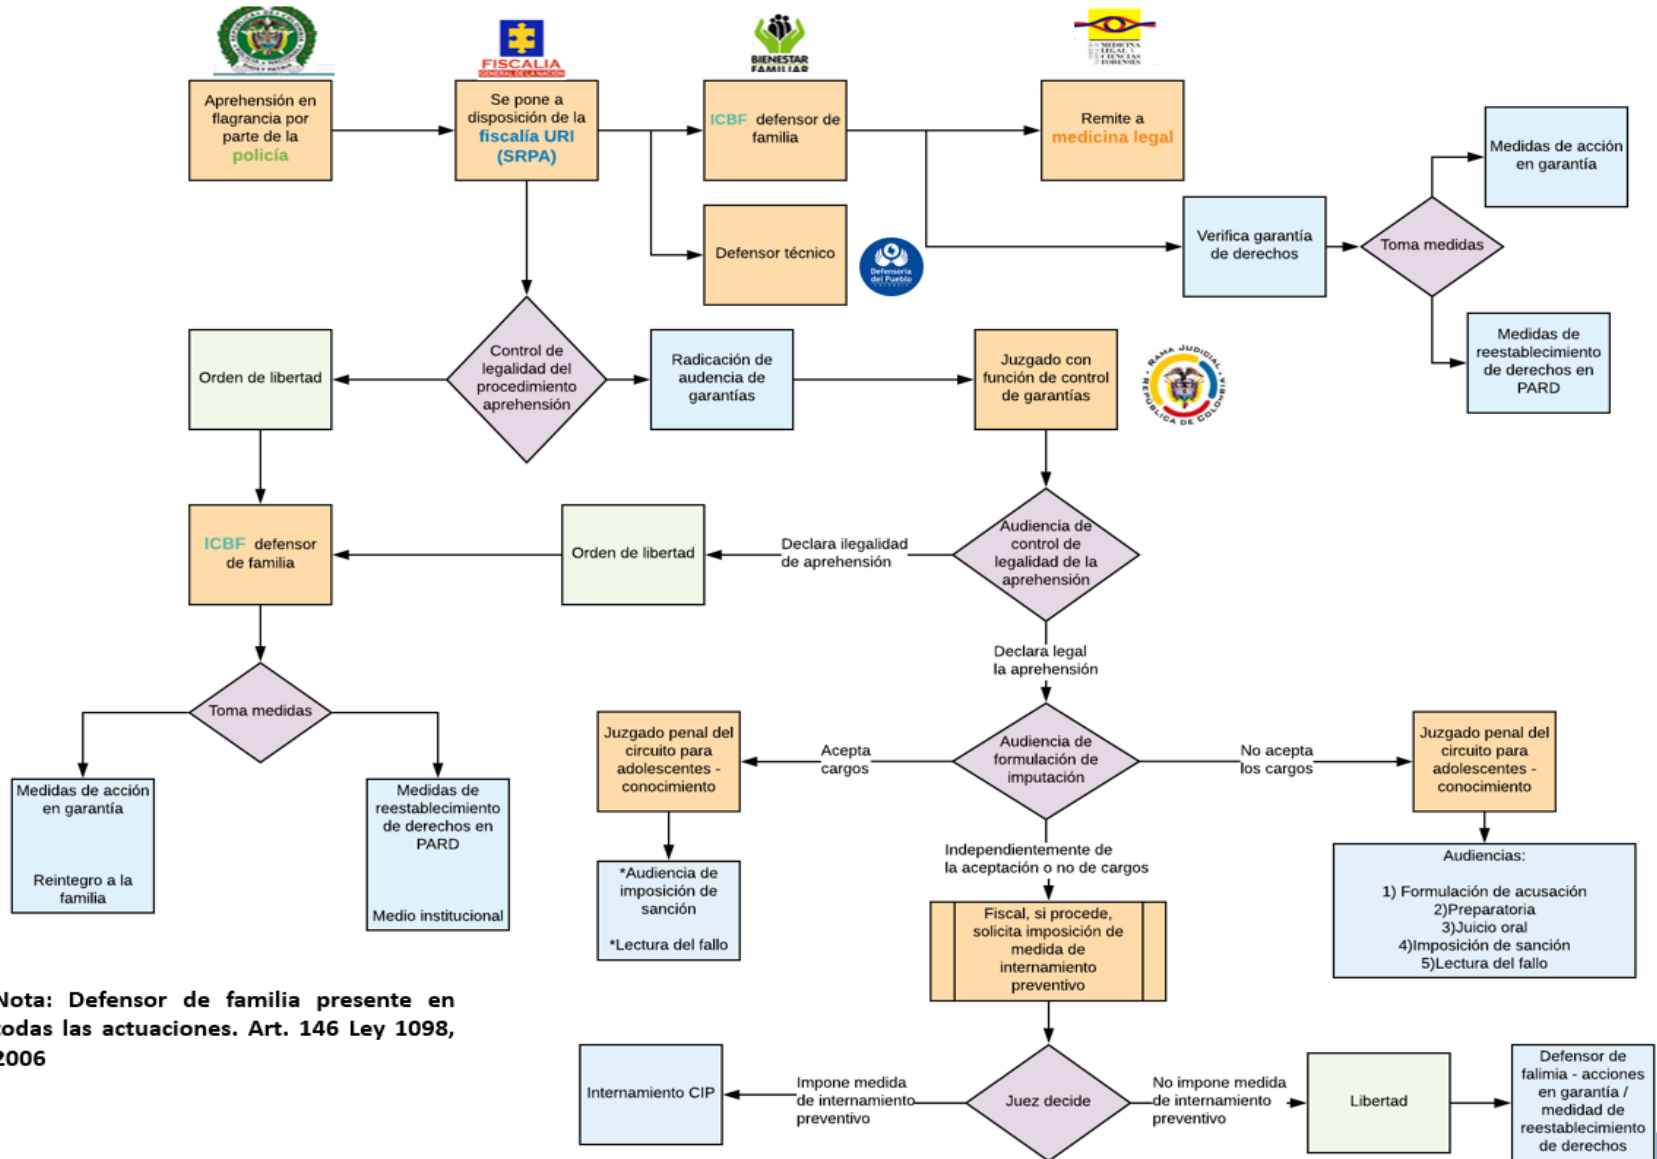 FISCALIA
GENERAL DE LA NACION
BIENESTAR
FAMILIAR
MEDICINA
LEGAL Y
CIENCIAS
FORENSES
Aprehensión en
flagrancia por
parte de la
policía
Se pone a
disposición de la
fiscalía URI
(SRPA)
ICBF defensor de
familia
Remite a
medicina legal
Medidas de acción
en garantía
Defensor técnico
Defensoría
del Pueblo
COLOMBIA
Verifica garantía
de derechos
Toma medidas
Medidas de
reestablecimiento
de derechos en
PARD
Orden de libertad
Control de
legalidad del
procedimiento
aprehensión
Radicación de
audencia de
garantías
Juzgado con
función de control
de garantías
RAMA JUDICIAL
REPÚBLICA DE COLOMBIA
ICBF defensor
de familia
Orden de libertad
Declara ilegalidad
de aprehensión
Audiencia de
control de
legalidad de la
aprehensión
Declara legal
la aprehensión
Toma medidas
Medidas de acción
en garantía
Reintegro a la
familia
Medidas de
reestablecimiento
de derechos en
PARD
Medio institucional
Juzgado penal del
circuito para
adolescentes -
conocimiento
Acepta
cargos
Audiencia de
formulación de
imputación
No acepta
los cargos
Juzgado penal del
circuito para
adolescentes -
conocimiento
*Audiencia de
imposición de
sanción
*Lectura del fallo
Independientemente de
la aceptación o no de cargos
Audiencias:
1) Formulación de acusación
2)Preparatoria
3)Juicio oral
4)Imposición de sanción
5)Lectura del fallo
Fiscal, si procede,
solicita imposición de
medida de
internamiento
preventivo
Nota: Defensor de familia presente en
todas las actuaciones. Art. 146 Ley 1098,
2006
Internamiento CIP
Impone medida
de internamiento
preventivo
Juez decide
No impone medida
de internamiento
preventivo
Libertad
Defensor de
falimia - acciones
en garantía /
medidad de
reestablecimiento
de derechos